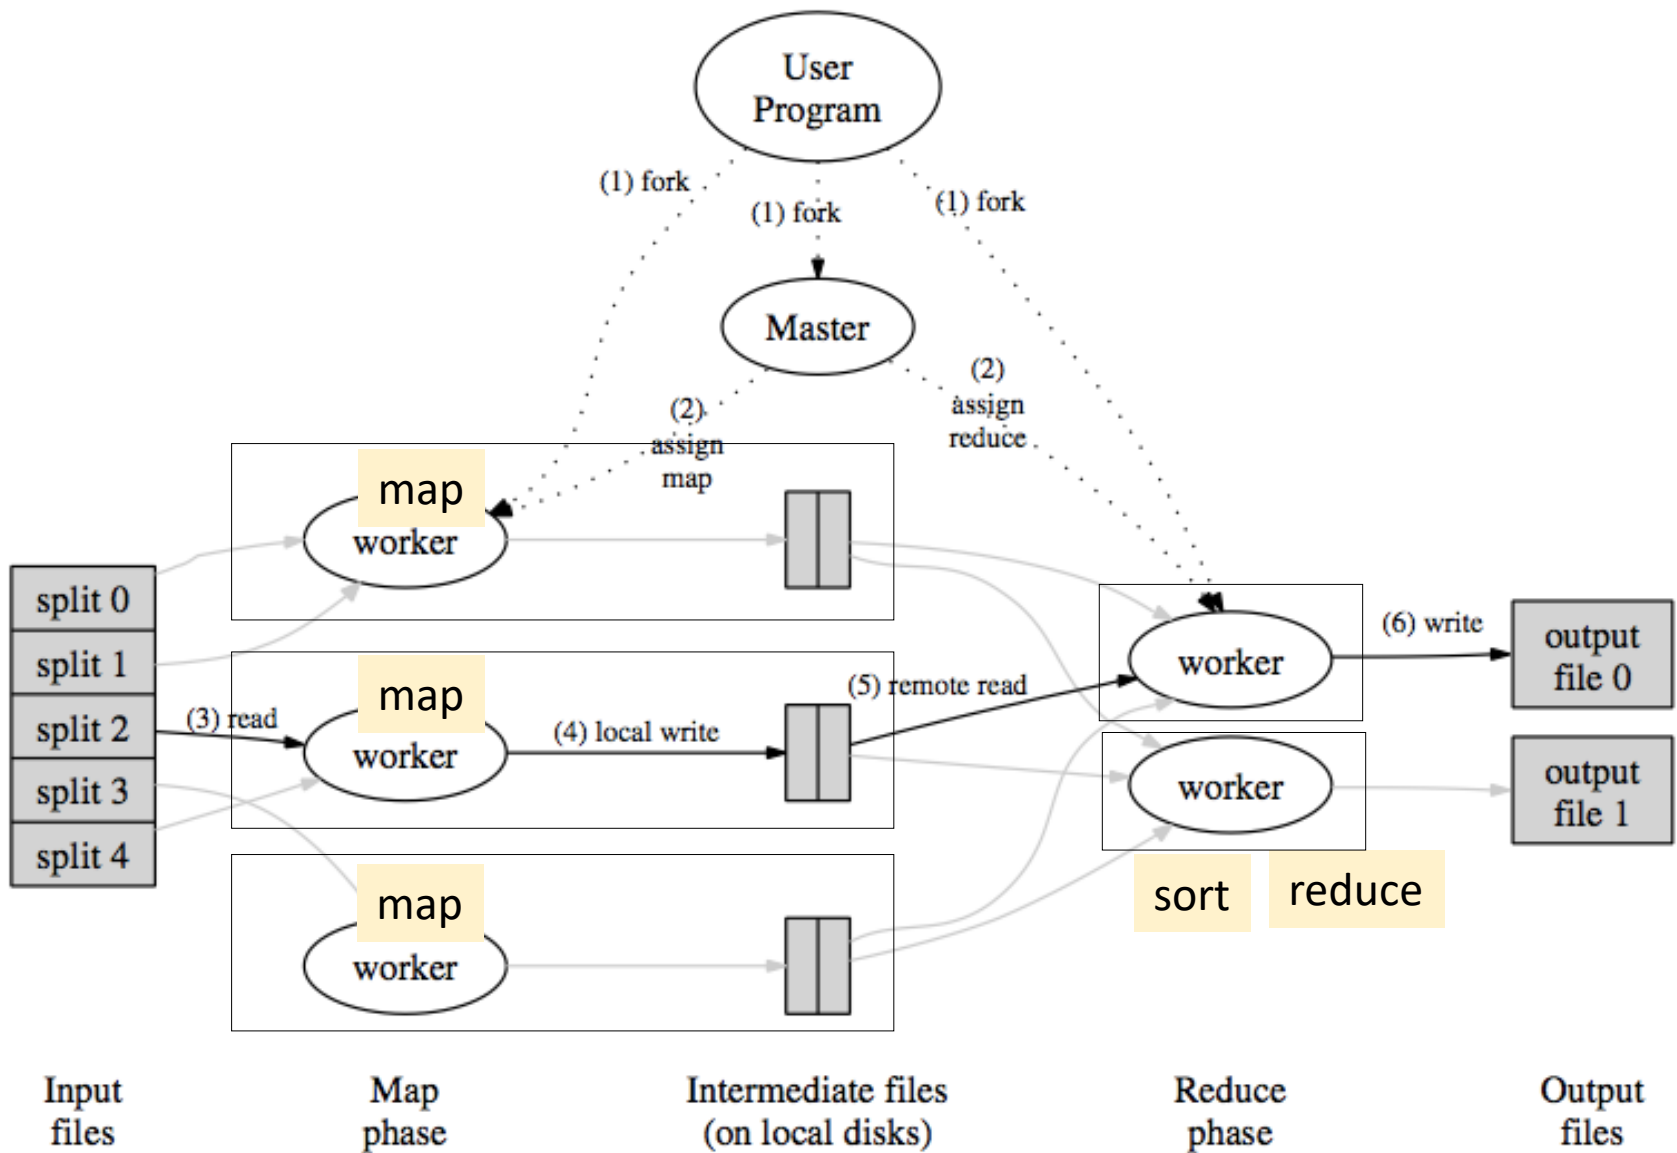 User
Program
(1) fork
(1) fork
(1) fork
Master
(2)
assign
map
(2)
assign
reduce
map
worker
split 0
split 1
split 2
split 3
split 4
(3) read
map
worker
(4) local write
(5) remote read
map
worker
worker
(6) write
output
file 0
worker
output
file 1
sort
reduce
Input
files
Map
phase
Intermediate files
(on local disks)
Reduce
phase
Output
files